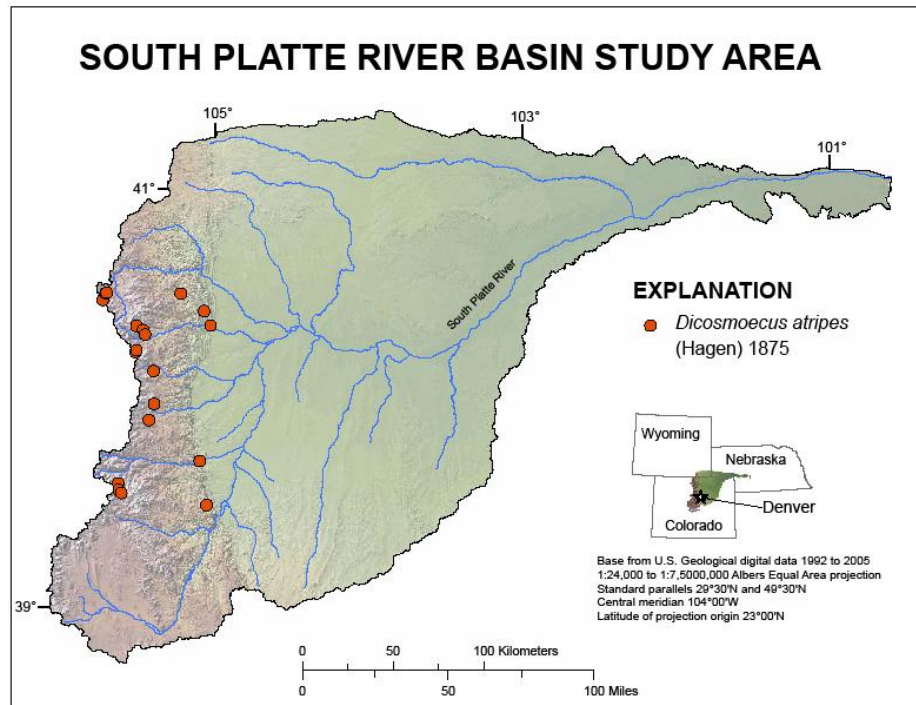 SOUTH PLATTE RIVER BASIN STUDY AREA
105°
103°
101°
41°
South Platte River
EXPLANATION
Dicosmoecus atripes
(Hagen) 1875
Wyoming
Nebraska
Denver
Colorado
Base from U.S. Geological digital data 1992 to 2005
1:24,000 to 1:7,5000,000 Albers Equal Area projection
Standard parallels 29°30'N and 49°30'N
Central meridian 104°00'W
Latitude of projection origin 23°00'N
39°
0 50 100 Kilometers
0 50 100 Miles